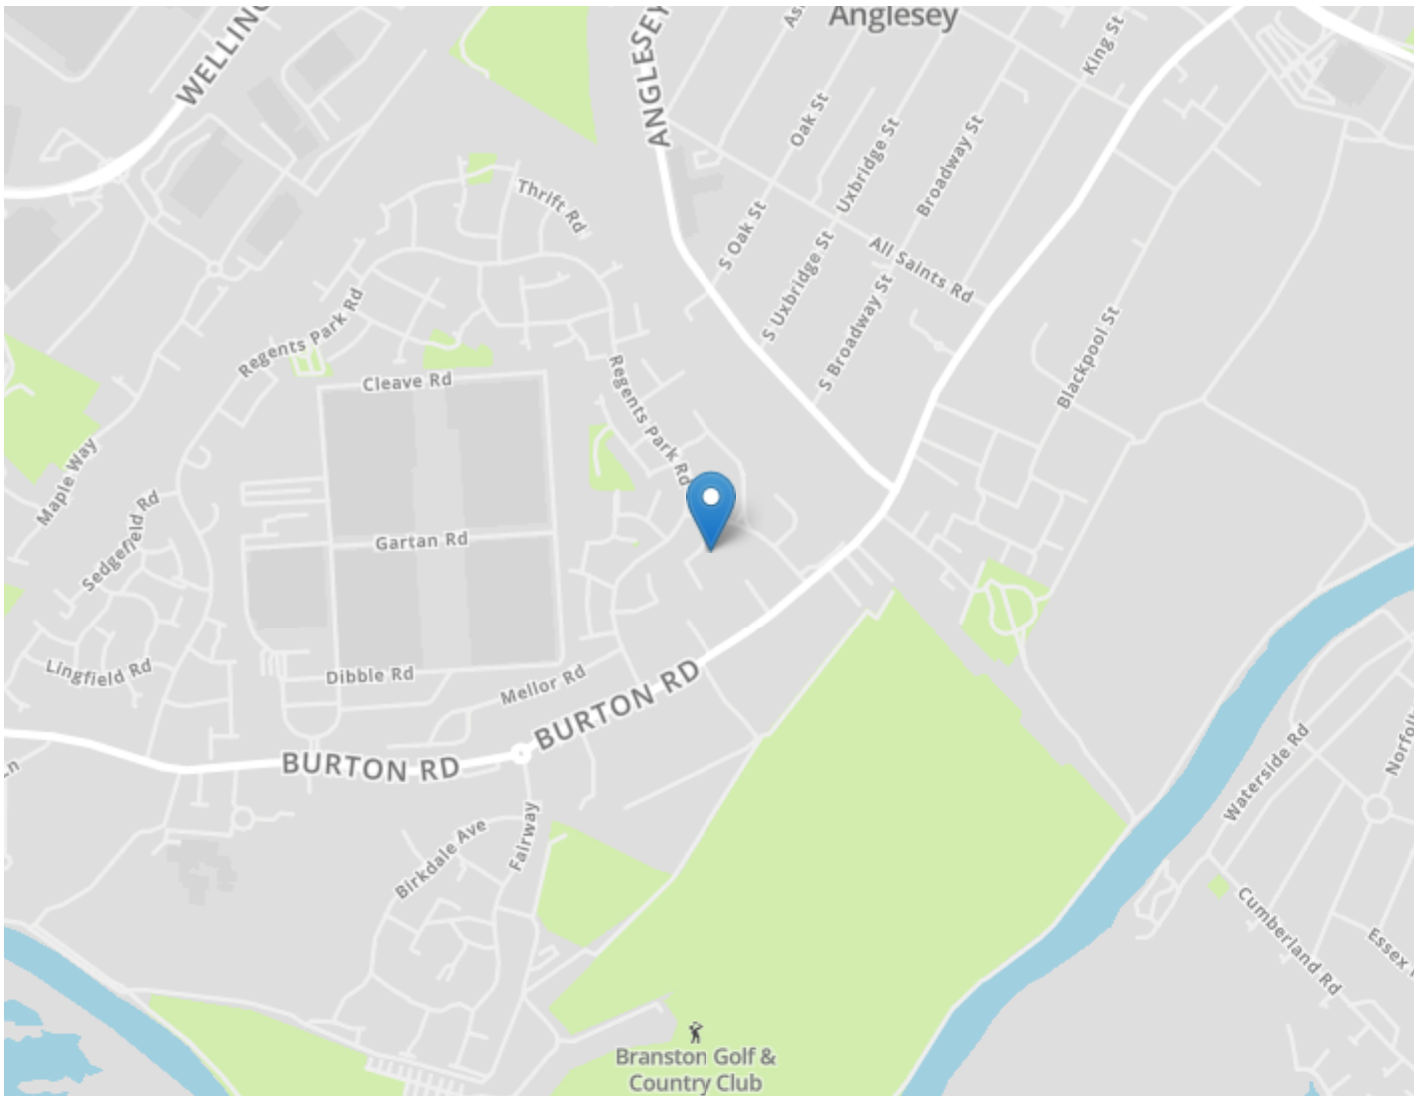 WELLING
ANGLESEY
Anglesey
King St
Oak St
Uxbridge St
Broadway St
Thrift Rd
S Oak St
S Uxbridge St
All Saints Rd
S Broadway St
Regents Park Rd
Blackpool St
Cleave Rd
Regents Park Rd
Maple Way
Sedgefield Rd
Gartan Rd
Lingfield Rd
Dibble Rd
Mellor Rd
BURTON RD
BURTON RD
Waterside Rd
Norfolk
Fairway
Birkdale Ave
Cumberland Rd
Essex
Branston Golf &
Country Club